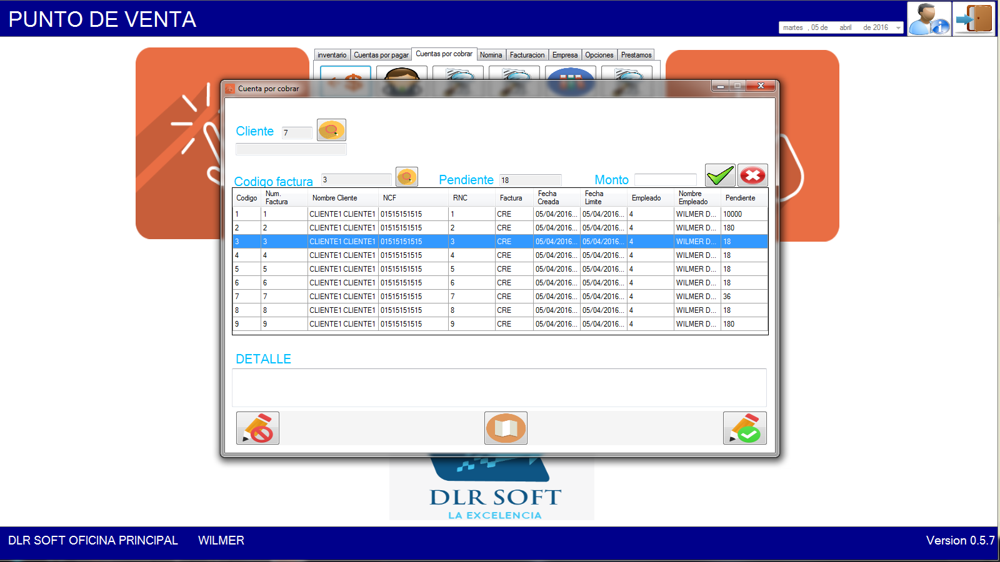 PUNTO DE VENTA
martes , 05 de abril de 2016
inventario Cuentas por pagar Cuentas por cobrar Nomina Facturacion Empresa Opciones Prestamos
Cuenta por cobrar
Cliente 7
Codigo factura 3 Pendiente 18 Monto
Codigo Num. Factura Nombre Cliente NCF RNC Factura Fecha Creada Fecha Limite Empleado Nombre Empleado Pendiente
1 1 CLIENTE1 CLIENTE1 01515151515 1 CRE 05/04/2016... 05/04/2016... 4 WILMER D... 10000
2 2 CLIENTE1 CLIENTE1 01515151515 2 CRE 05/04/2016... 05/04/2016... 4 WILMER D... 180
3 3 CLIENTE1 CLIENTE1 01515151515 3 CRE 05/04/2016... 05/04/2016... 4 WILMER D... 18
4 4 CLIENTE1 CLIENTE1 01515151515 4 CRE 05/04/2016... 05/04/2016... 4 WILMER D... 18
5 5 CLIENTE1 CLIENTE1 01515151515 5 CRE 05/04/2016... 05/04/2016... 4 WILMER D... 18
6 6 CLIENTE1 CLIENTE1 01515151515 6 CRE 05/04/2016... 05/04/2016... 4 WILMER D... 18
7 7 CLIENTE1 CLIENTE1 01515151515 7 CRE 05/04/2016... 05/04/2016... 4 WILMER D... 36
8 8 CLIENTE1 CLIENTE1 01515151515 8 CRE 05/04/2016... 05/04/2016... 4 WILMER D... 18
9 9 CLIENTE1 CLIENTE1 01515151515 9 CRE 05/04/2016... 05/04/2016... 4 WILMER D... 180
DETALLE
DLR SOFT
LA EXCELENCIA
DLR SOFT OFICINA PRINCIPAL WILMER Version 0.5.7